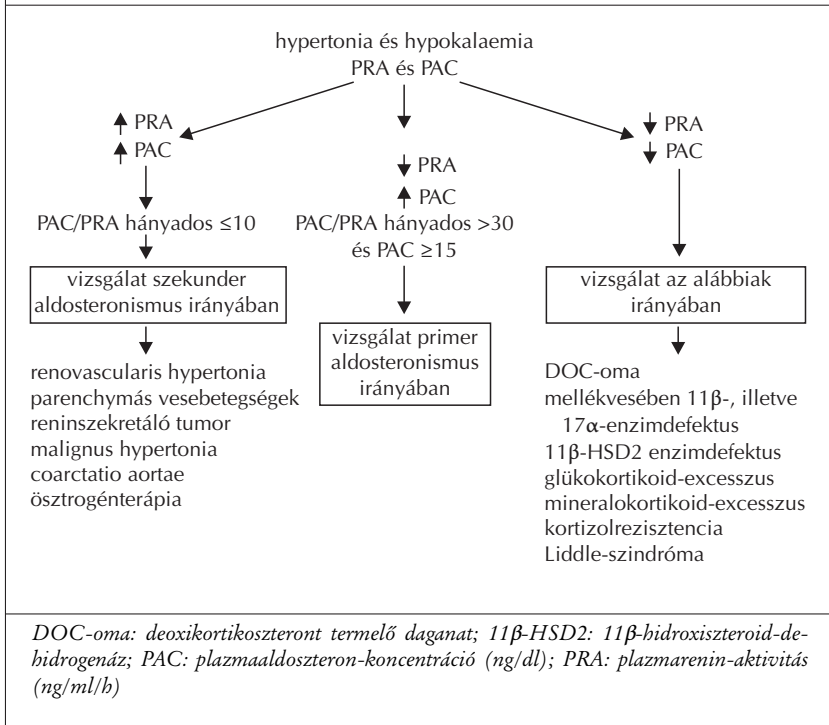 hypertonia és hypokalaemia
PRA és PAC
↑ PRA
↑ PAC
PAC/PRA hányados ≤10
vizsgálat szekunder
aldosteronismus irányában
renovascularis hypertonia
parenchymás vesebetegségek
reninszekretáló tumor
malignus hypertonia
coarctatio aortae
ösztrogénterápia
↓ PRA
↑ PAC
PAC/PRA hányados >30
és PAC ≥15
vizsgálat primer
aldosteronismus
irányában
↓ PRA
↓ PAC
vizsgálat az alábbiak
irányában
DOC-oma
mellékvesében 11β-, illetve
17α-enzimdefektus
11β-HSD2 enzimdefektus
glükokortikoid-excesszus
mineralokortikoid-excesszus
kortizolrezisztencia
Liddle-szindróma
DOC-oma: deoxikortikoszteront termelő daganat; 11β-HSD2: 11β-hidroxiszteroid-de-
hidrogenáz; PAC: plazmaaldoszteron-koncentráció (ng/dl); PRA: plazmarenin-aktivitás
(ng/ml/h)